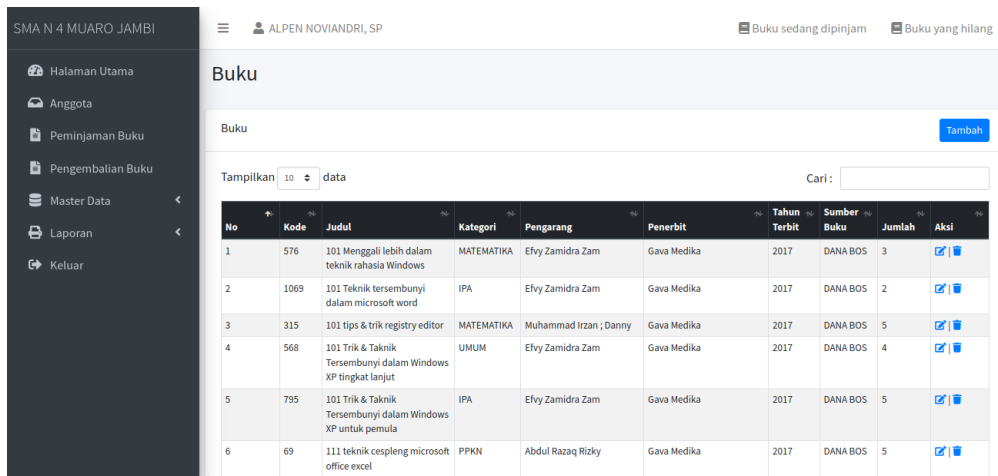 SMA N 4 MUARO JAMBI
ALPEN NOVIANDRI, SP
Buku sedang dipinjam
Buku yang hilang
Halaman Utama
Anggota
Peminjaman Buku
Pengembalian Buku
Master Data
Laporan
Keluar
Buku
Buku
Tambah
Tampilkan 10 data
Cari :
No Kode Judul Kategori Pengarang Penerbit Tahun Terbit Sumber Buku Jumlah Aksi
1 576 101 Menggali lebih dalam MATEMATIKA Efvy Zamidra Zam Gava Medika 2017 DANA BOS 3 |
teknik rahasia Windows
2 1069 101 Teknik tersembunyi IPA Efvy Zamidra Zam Gava Medika 2017 DANA BOS 2 |
dalam microsoft word
3 315 101 tips & trik registry editor MATEMATIKA Muhammad Irzan ; Danny Gava Medika 2017 DANA BOS 5 |
4 568 101 Trik & Taknik UMUM Efvy Zamidra Zam Gava Medika 2017 DANA BOS 4 |
Tersembunyi dalam Windows
XP tingkat lanjut
5 795 101 Trik & Taknik IPA Efvy Zamidra Zam Gava Medika 2017 DANA BOS 5 |
Tersembunyi dalam Windows
XP untuk pemula
6 69 111 teknik cespleng microsoft PPKN Abdul Razaq Rizky Gava Medika 2017 DANA BOS 5 |
office excel